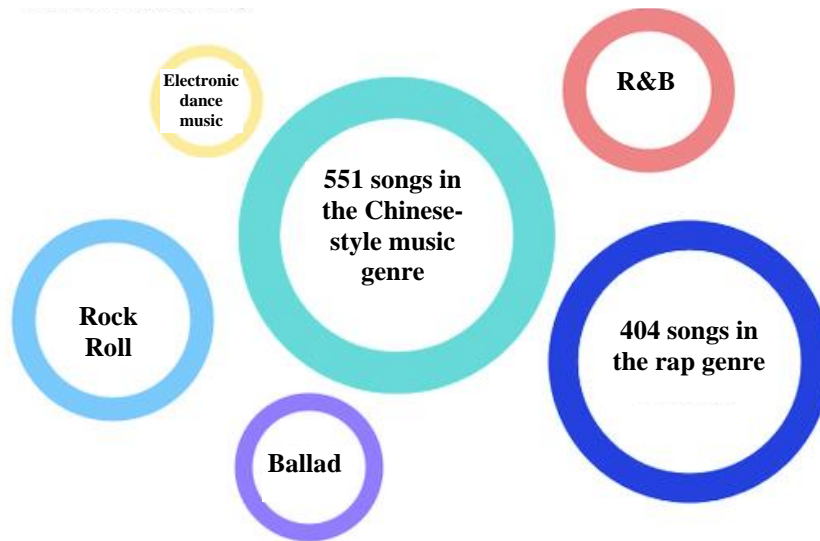 Electronic
dance
music
R&B
551 songs in
the Chinese-
style music
genre
Rock
Roll
404 songs in
the rap genre
Ballad